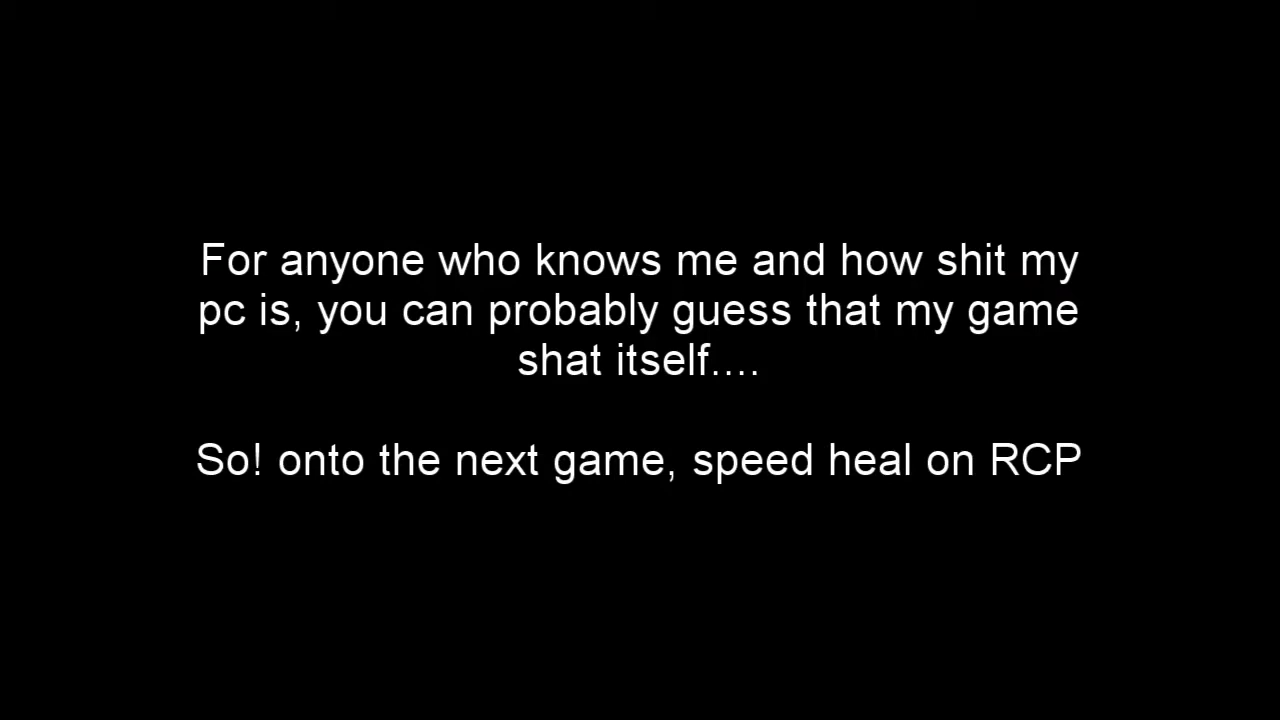 For anyone who knows me and how shit my
pc is, you can probably guess that my game
shat itself....
So! onto the next game, speed heal on RCP